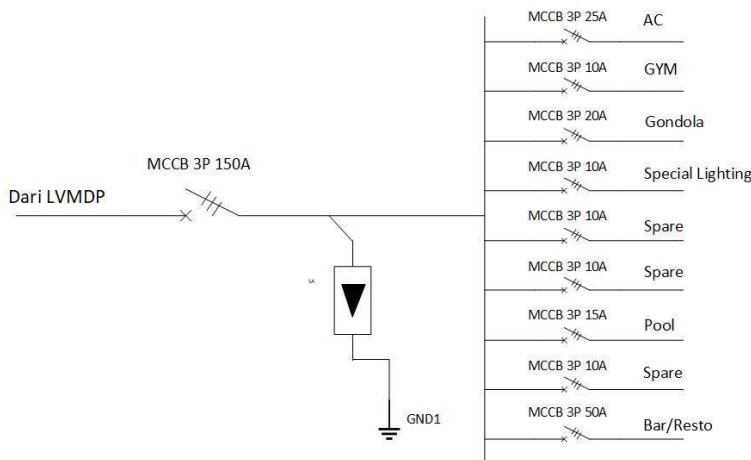 MCCB 3P 25A AC
MCCB 3P 10A GYM
MCCB 3P 20A Gondola
MCCB 3P 150A
MCCB 3P 10A Special Lighting
Dari LVMDP
MCCB 3P 10A Spare
MCCB 3P 10A Spare
SA
MCCB 3P 15A Pool
MCCB 3P 10A Spare
GND1
MCCB 3P 50A Bar/Resto